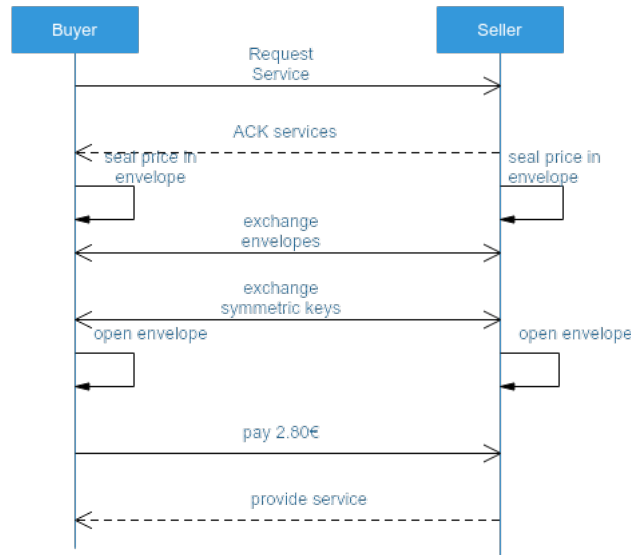 Buyer
Seller
Request
Service
ACK services
seal price in
envelope
seal price in
envelope
exchange
envelopes
exchange
symmetric keys
open envelope
open envelope
pay 2.80€
provide service